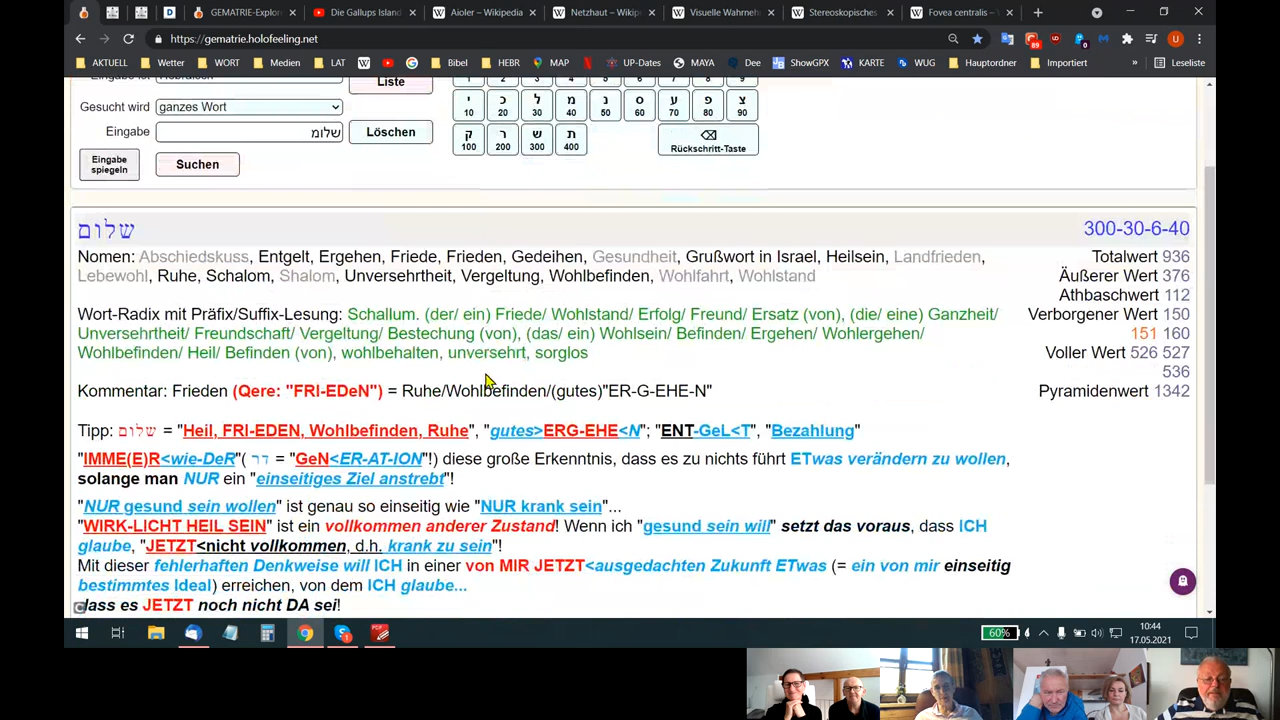 GEMATRIE-Explor
Die Gallups Island
Aioler – Wikipedia
Netzhaut – Wikip
Visuelle Wahrneh
Stereoskopisches
Fovea centralis – V
https://gematrie.holofeeling.net
89
0
U
AKTUELL
Wetter
WORT
Medien
LAT
W
G
Bibel
HEBR
MAP
UP-Dates
MAYA
Dee
ShowGPX
KARTE
WUG
Hauptordner
Importiert
»
Leseliste
Liste
Gesucht wird ganzes Wort
Eingabe שלומ Löschen
Eingabe spiegeln
Suchen
י כ ל מ נ ס ע פ צ
10 20 30 40 50 60 70 80 90
ק ר ש ת ⌫
100 200 300 400 Rückschritt-Taste
שלום 300-30-6-40
Nomen: Abschiedskuss, Entgelt, Ergehen, Friede, Frieden, Gedeihen, Gesundheit, Grußwort in Israel, Heilsein, Landfrieden,
Lebewohl, Ruhe, Schalom, Shalom, Unversehrtheit, Vergeltung, Wohlbefinden, Wohlfahrt, Wohlstand
Totalwert 936
Äußerer Wert 376
Athbaschwert 112
Verborgener Wert 150
151 160
Voller Wert 526 527
536
Pyramidenwert 1342
Wort-Radix mit Präfix/Suffix-Lesung: Schallum. (der/ ein) Friede/ Wohlstand/ Erfolg/ Freund/ Ersatz (von), (die/ eine) Ganzheit/
Unversehrtheit/ Freundschaft/ Vergeltung/ Bestechung (von), (das/ ein) Wohlsein/ Befinden/ Ergehen/ Wohlergehen/
Wohlbefinden/ Heil/ Befinden (von), wohlbehalten, unversehrt, sorglos
Kommentar: Frieden (Qere: "FRI-EDeN") = Ruhe/Wohlbefinden/(gutes)"ER-G-EHE-N"
Tipp: שלום = "Heil, FRI-EDEN, Wohlbefinden, Ruhe", "gutes>ERG-EHE<N"; "ENT-GeL<T", "Bezahlung"
"IMME(E)R<wie-DeR"( דר = "GeN<ER-AT-ION"!) diese große Erkenntnis, dass es zu nichts führt ETwas verändern zu wollen,
solange man NUR ein "einseitiges Ziel anstrebt"!
"NUR gesund sein wollen" ist genau so einseitig wie "NUR krank sein"...
"WIRK-LICHT HEIL SEIN" ist ein vollkommen anderer Zustand! Wenn ich "gesund sein will" setzt das voraus, dass ICH
glaube, "JETZT<nicht vollkommen, d.h. krank zu sein"!
Mit dieser fehlerhaften Denkweise will ICH in einer von MIR JETZT<ausgedachten Zukunft ETwas (= ein von mir einseitig
bestimmtes Ideal) erreichen, von dem ICH glaube...
dass es JETZT noch nicht DA sei!
60%
10:44
17.05.2021